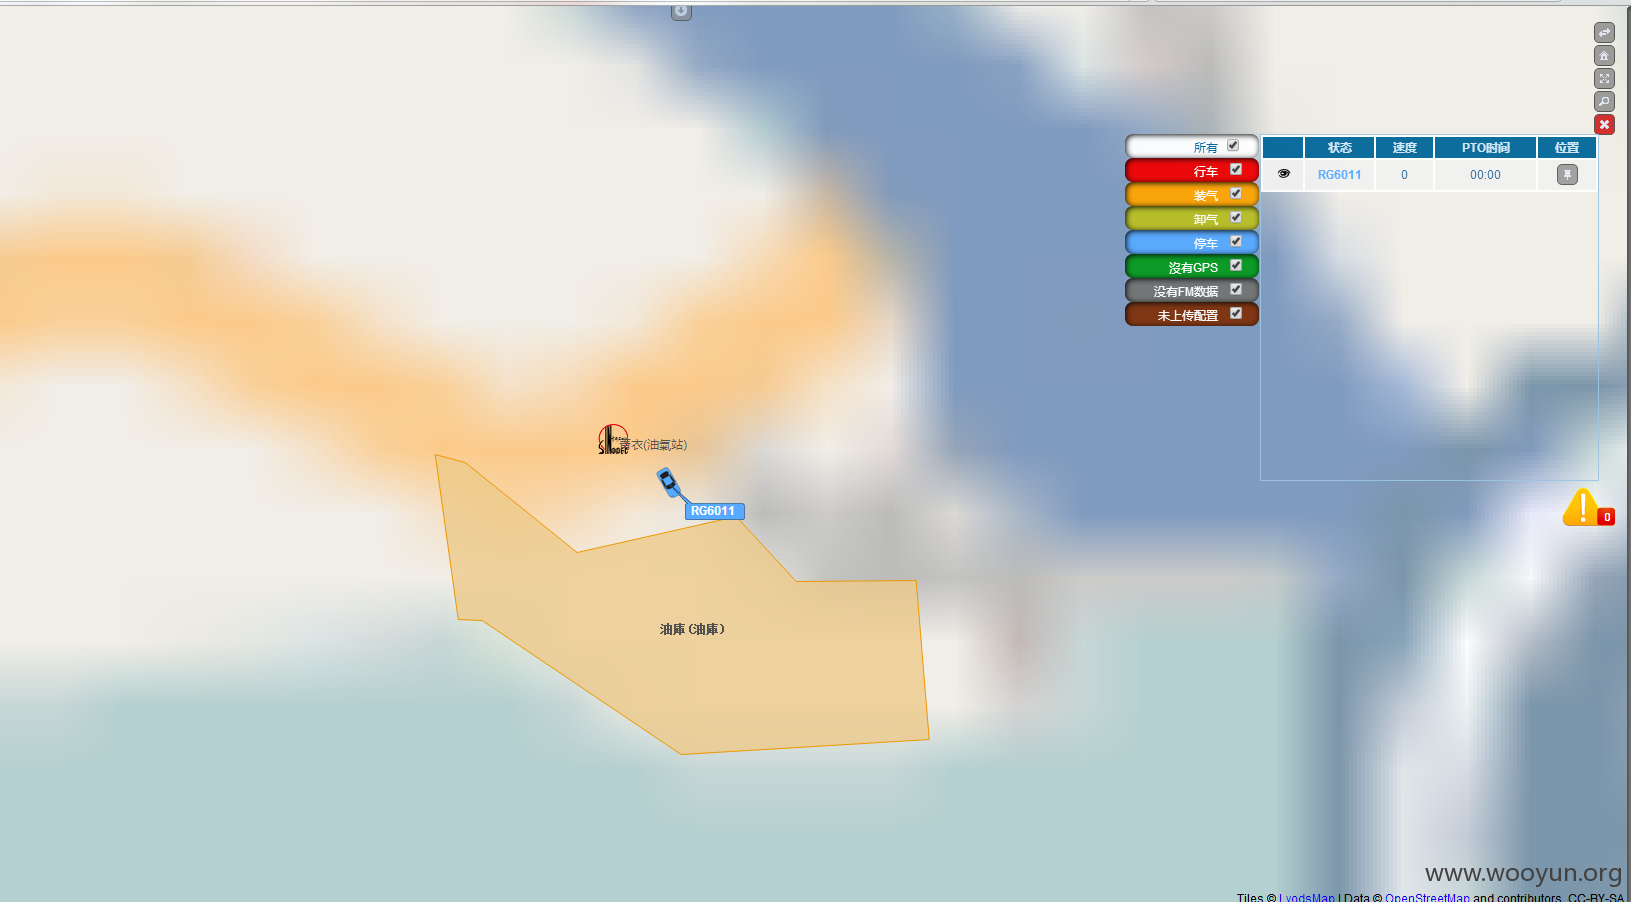 所有
行车
装气
卸气
停车
沒有GPS
没有FM数据
未上传配置
状态 速度 PTO时间 位置
RG6011 0 00:00
0
衣(油氣站)
RG6011
油庫 (油庫)
www.wooyun.org
Tiles © LyodsMap | Data © OpenStreetMap and contributors, CC-BY-SA